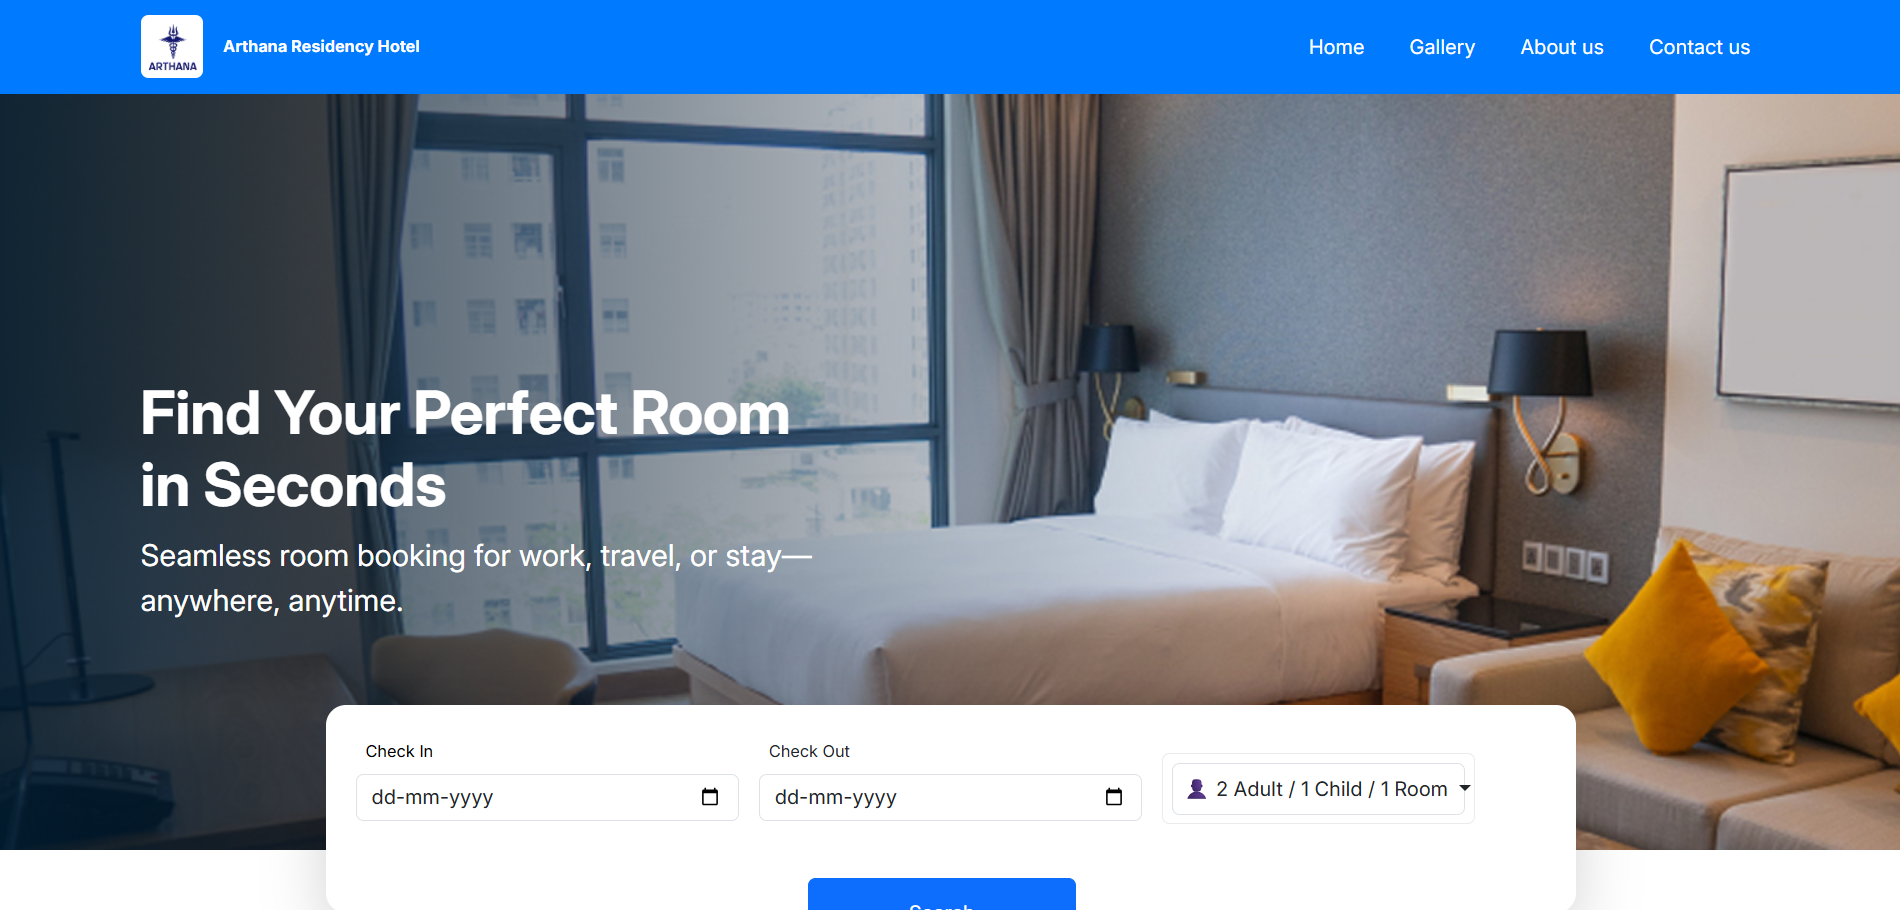 ARTHANA
Arthana Residency Hotel
Home
Gallery
About us
Contact us
Find Your Perfect Room
in Seconds
Seamless room booking for work, travel, or stay—
anywhere, anytime.
Check In
Check Out
dd-mm-yyyy
dd-mm-yyyy
2 Adult / 1 Child / 1 Room
Search